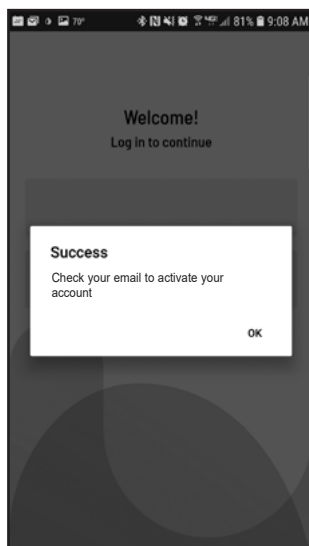 70° 81% 9:08 AM
Welcome!
Log in to continue
Success
Check your email to activate your
account
OK